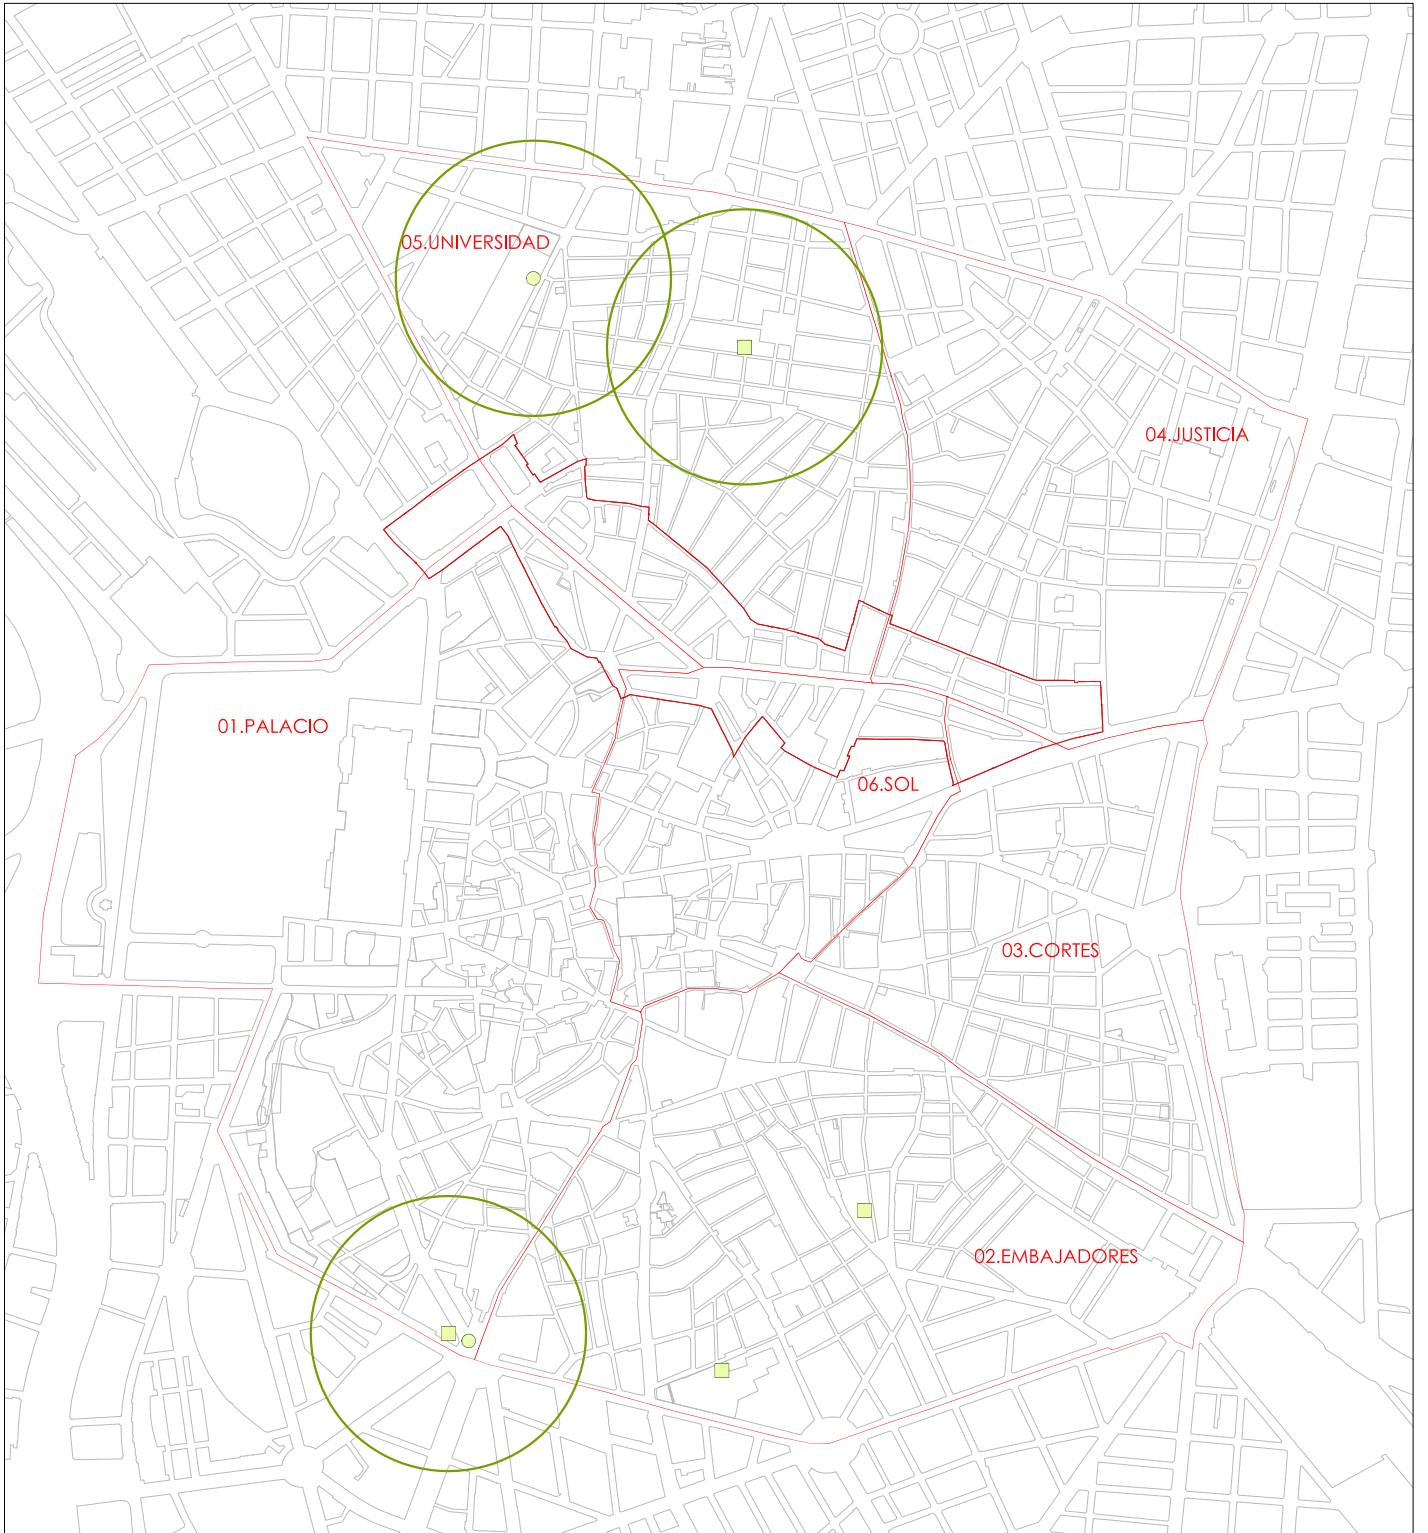 05.UNIVERSIDAD
04.JUSTICIA
01.PALACIO
06.SOL
03.CORTES
02.EMBAJADORES